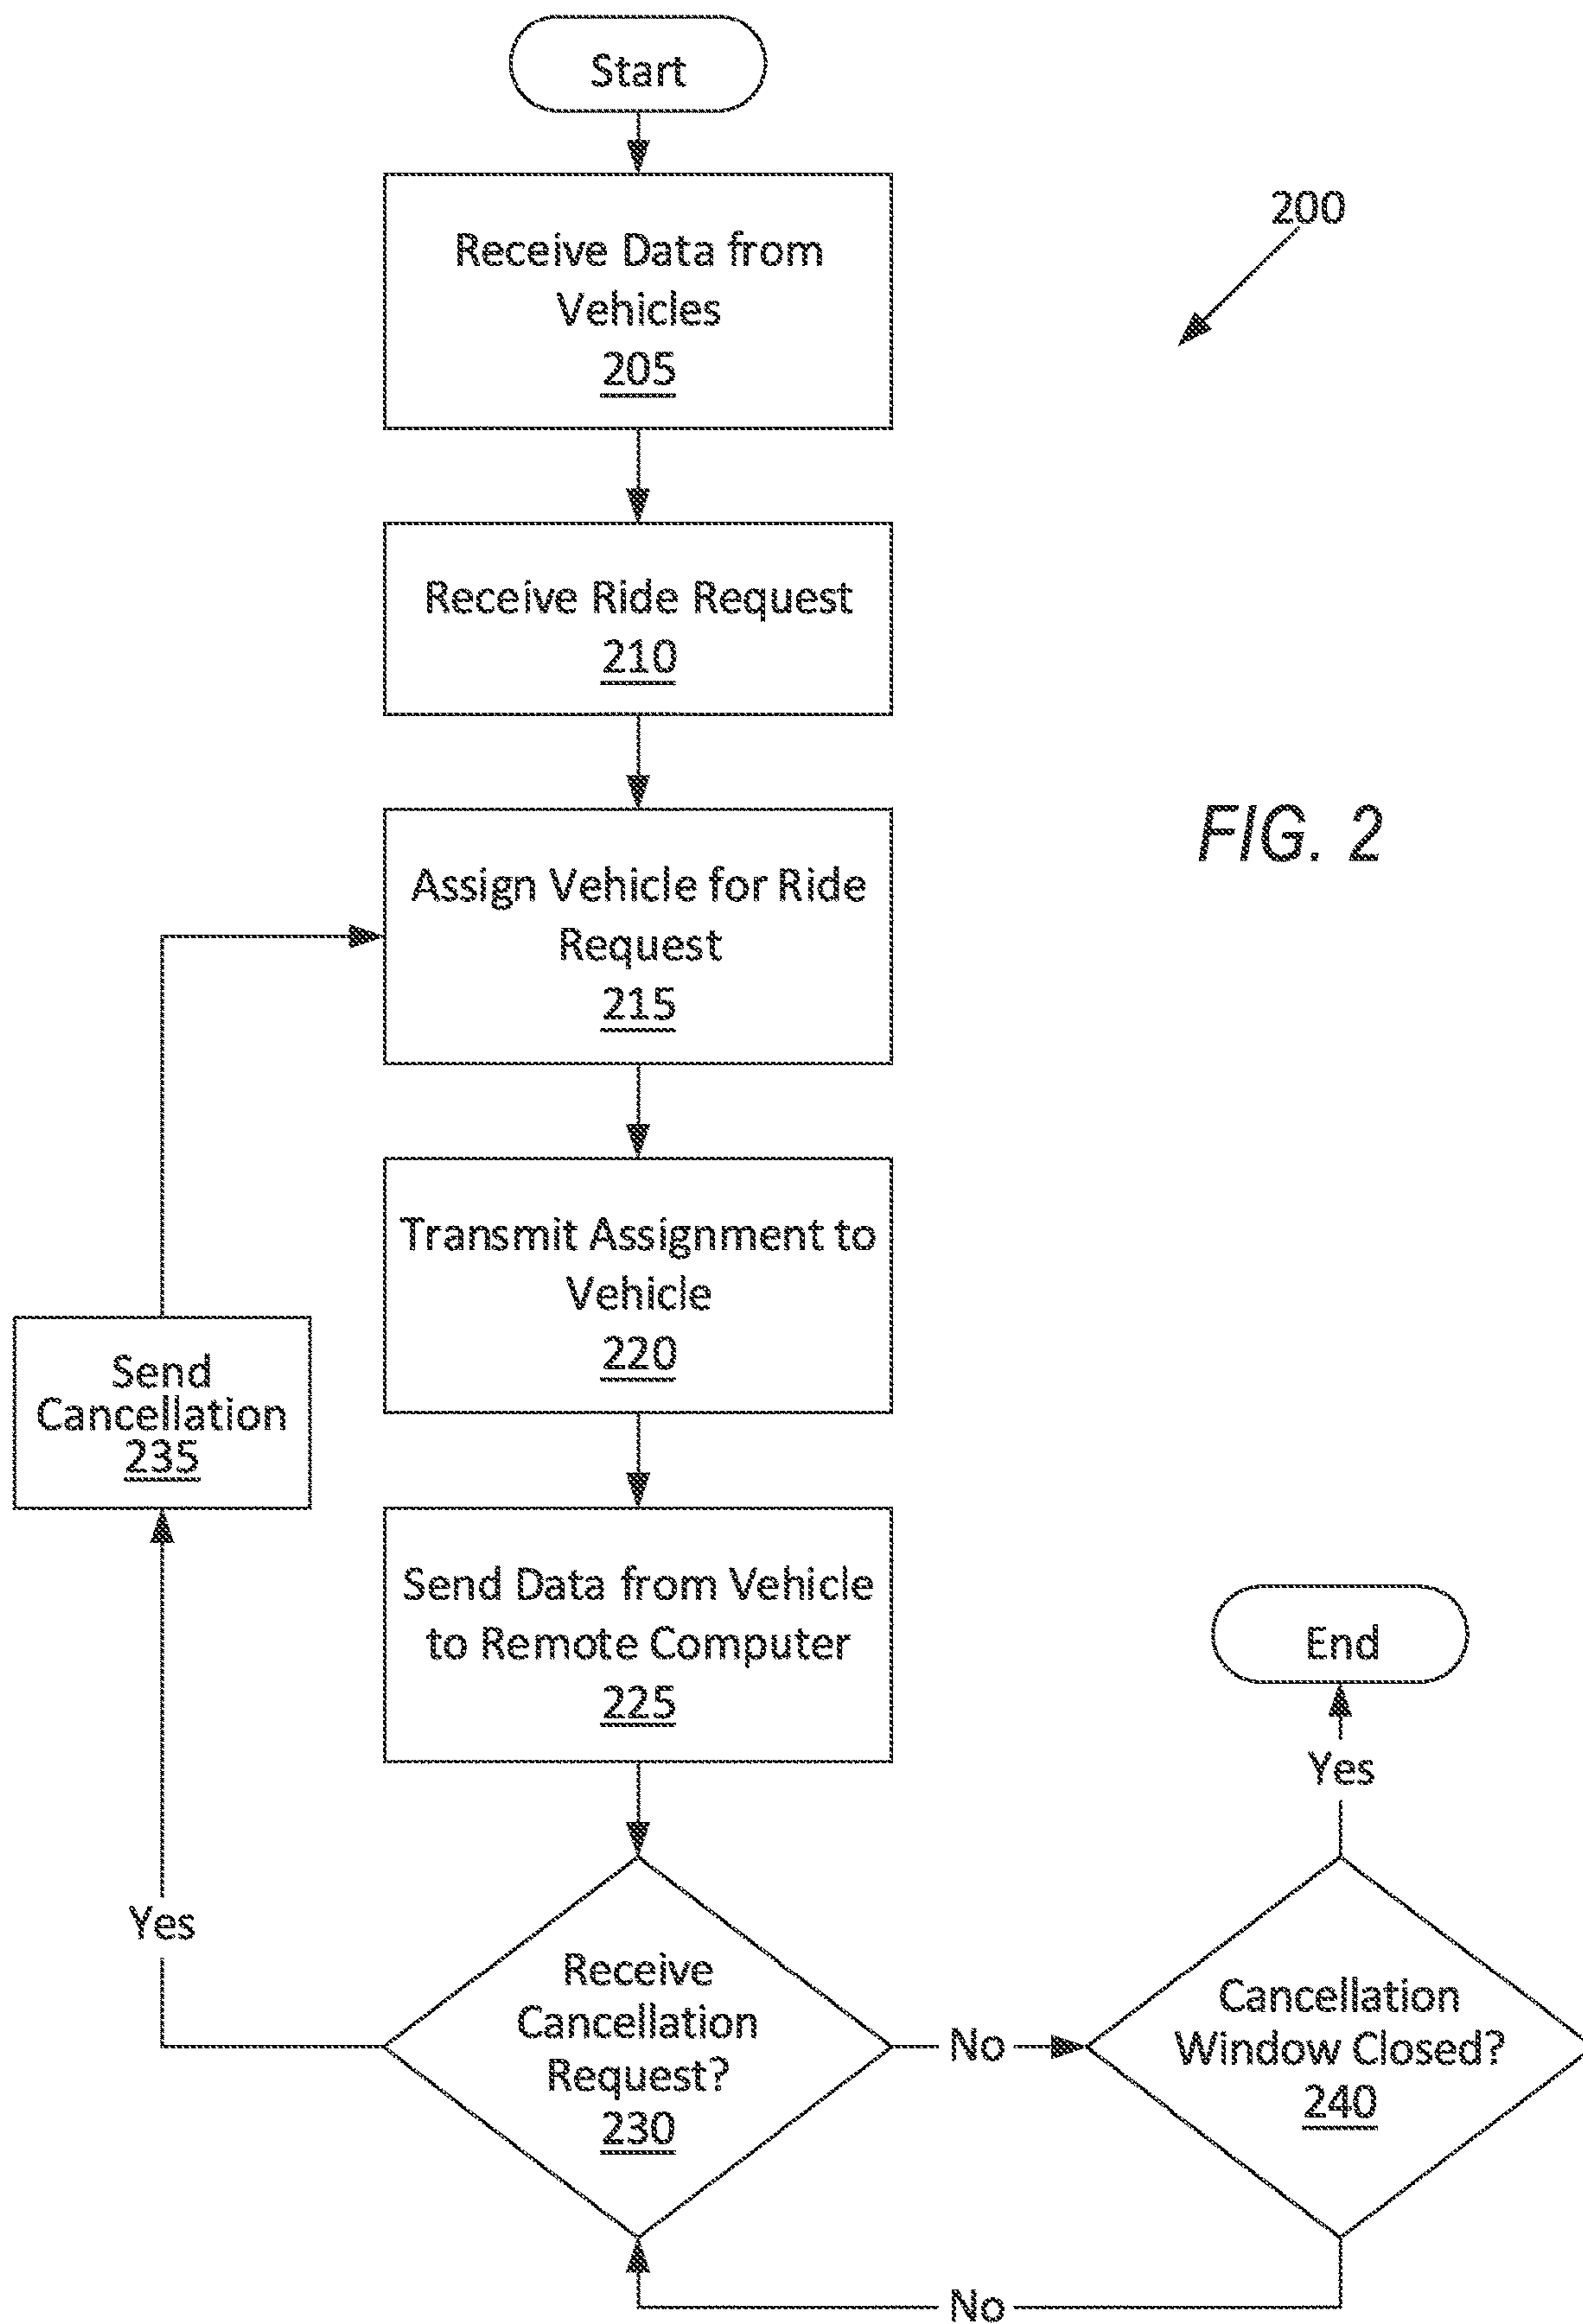 Start
200
Receive Data from
Vehicles
205
Receive Ride Request
210
FIG. 2
Assign Vehicle for Ride
Request
215
Transmit Assignment to
Vehicle
220
Send
Cancellation
235
Send Data from Vehicle
to Remote Computer
225
End
Yes
Yes
Receive
Cancellation
Request?
230
No
Cancellation
Window Closed?
240
No